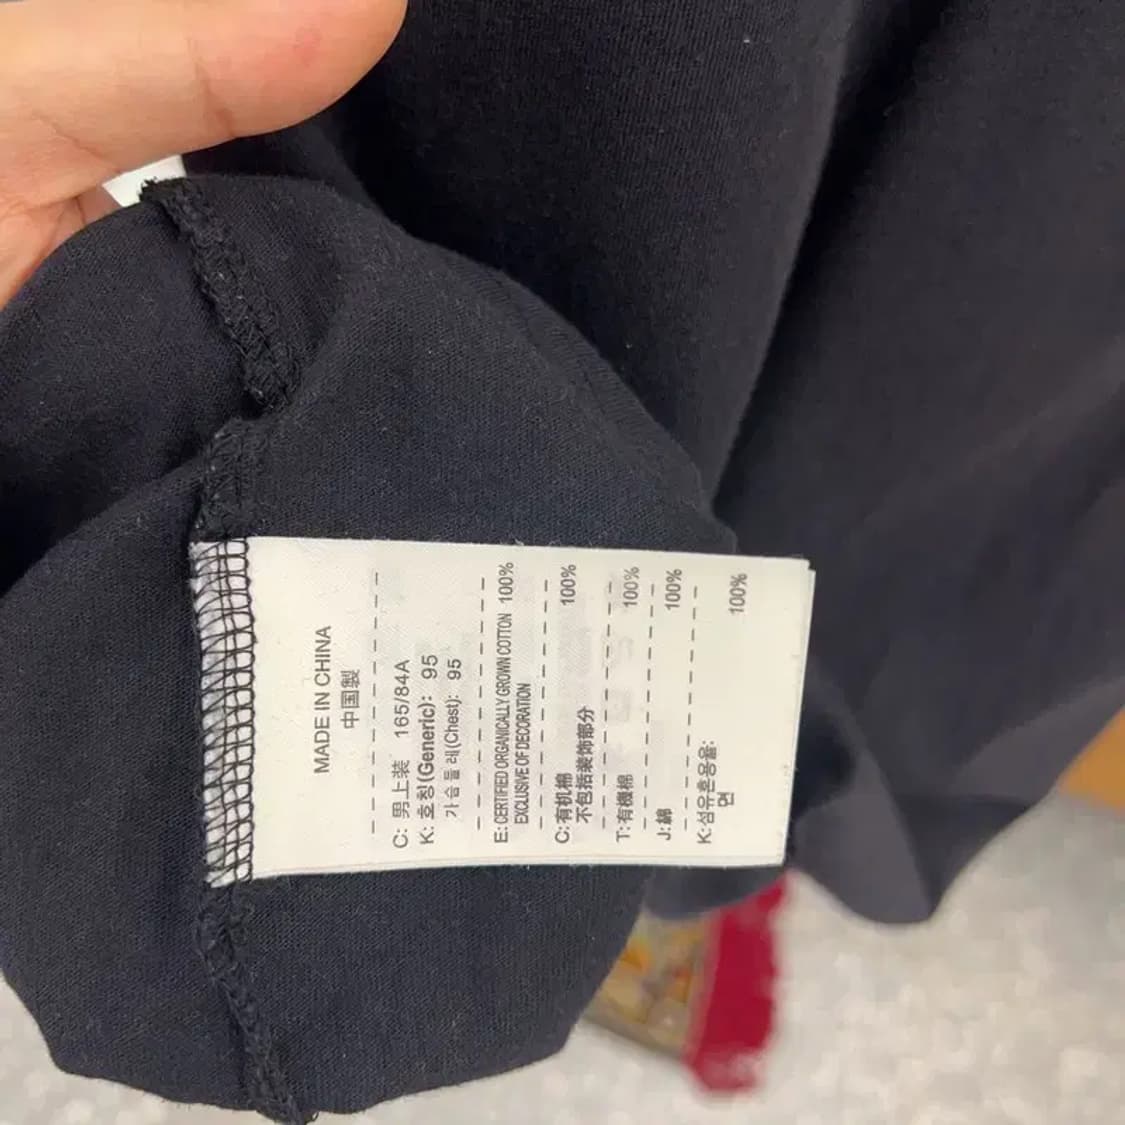 MADE IN CHINA
中国製
C: 男上装 165/84A
K: 호칭(Generic): 95
가슴둘레(Chest): 95
E: CERTIFIED ORGANICALLY GROWN COTTON 100%
EXCLUSIVE OF DECORATION
C: 有机棉 100%
不包括装饰部分
T: 有機棉 100%
J: 綿 100%
K: 섬유혼용율:
면 100%